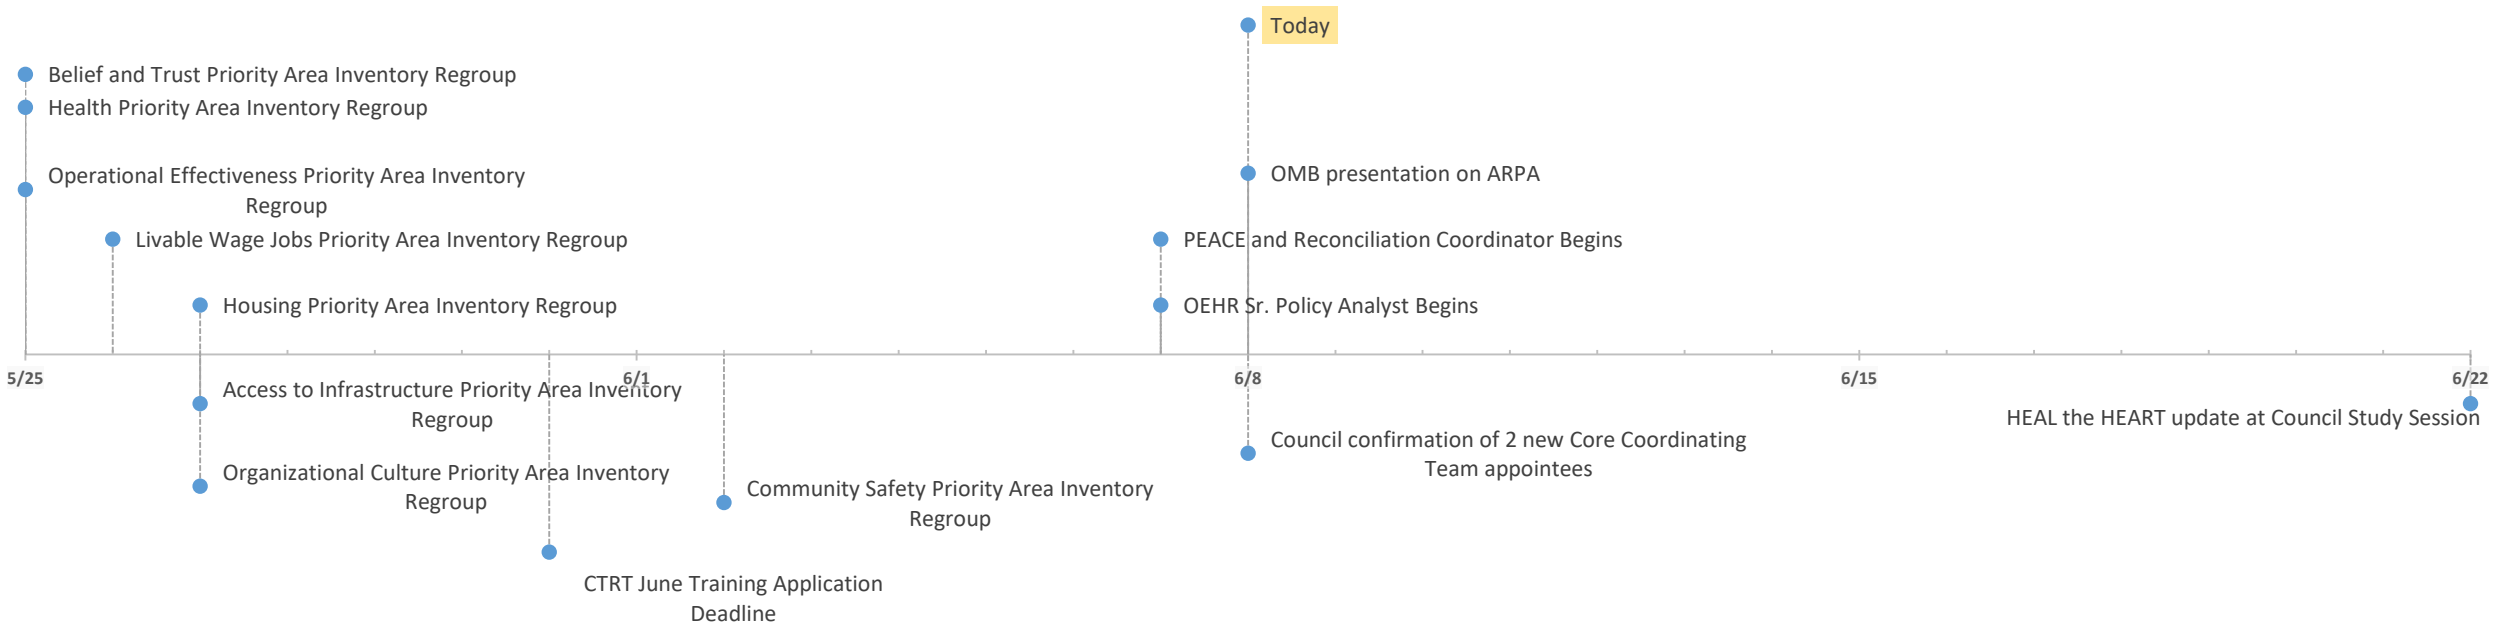 Today
Belief and Trust Priority Area Inventory Regroup
Health Priority Area Inventory Regroup
Operational Effectiveness Priority Area Inventory
Regroup
OMB presentation on ARPA
Livable Wage Jobs Priority Area Inventory Regroup
PEACE and Reconciliation Coordinator Begins
Housing Priority Area Inventory Regroup
OEHR Sr. Policy Analyst Begins
5/25
6/1
6/8
6/15
6/22
Access to Infrastructure Priority Area Inventory
Regroup
HEAL the HEART update at Council Study Session
Council confirmation of 2 new Core Coordinating
Team appointees
Organizational Culture Priority Area Inventory
Regroup
Community Safety Priority Area Inventory
Regroup
CTRT June Training Application
Deadline